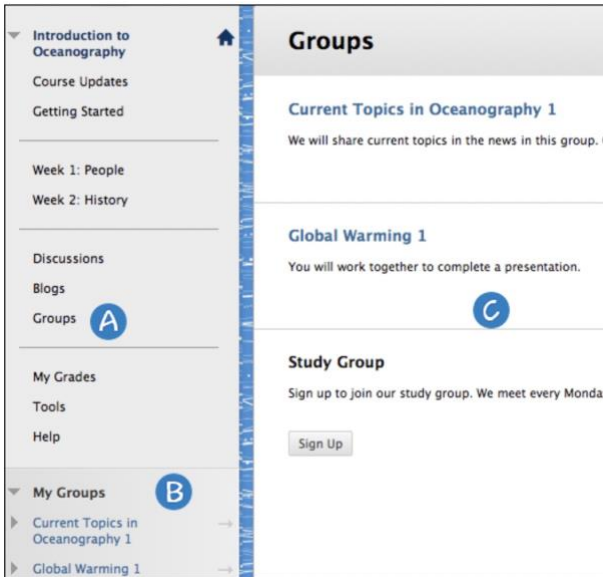 Introduction to
Oceanography
Course Updates
Getting Started
Week 1: People
Week 2: History
Discussions
Blogs
Groups A
My Grades
Tools
Help
My Groups B
Current Topics in
Oceanography 1
Global Warming 1
Groups
Current Topics in Oceanography 1
We will share current topics in the news in this group.
Global Warming 1
You will work together to complete a presentation.
C
Study Group
Sign up to join our study group. We meet every Monda
Sign Up